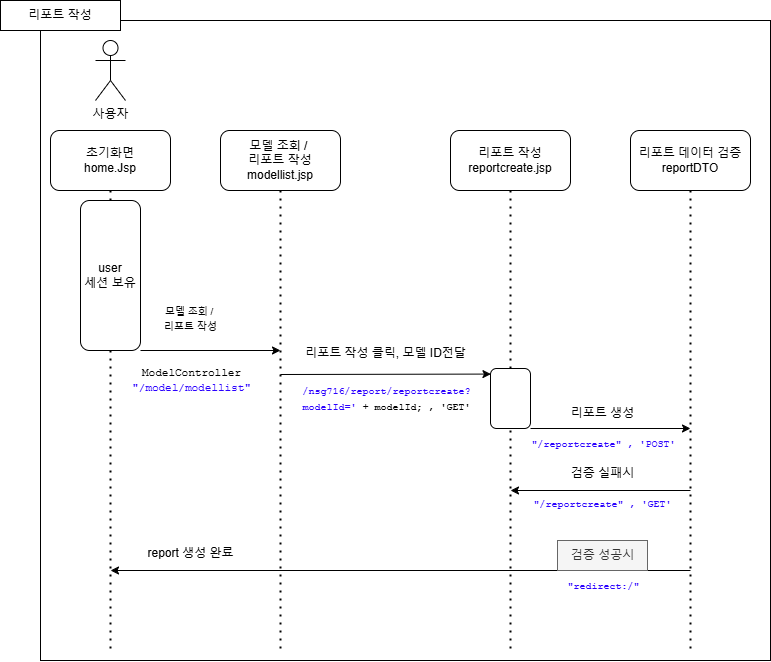 리포트 작성
사용자
초기화면
home.Jsp
모델 조회 /
리포트 작성
modellist.jsp
리포트 작성
reportcreate.jsp
리포트 데이터 검증
reportDTO
user
세션 보유
모델 조회 /
리포트 작성
ModelController
"/model/modellist"
리포트 작성 클릭, 모델 ID전달
/nsg716/report/reportcreate?
modelId=' + modelId; , 'GET'
리포트 생성
"/reportcreate" , 'POST'
검증 실패시
"/reportcreate" , 'GET'
report 생성 완료
검증 성공시
"redirect:/"